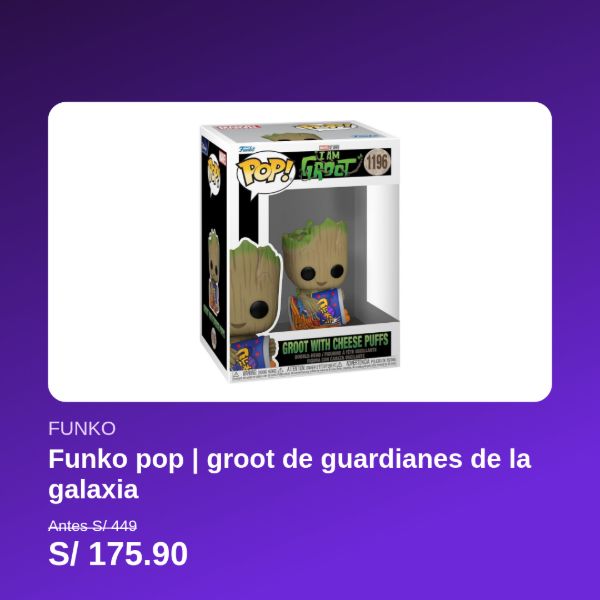 Funko
MARVEL
POP!
I AM
GROOT
1196
GROOT WITH CHEESE PUFFS
FUNKO
Funko pop | groot de guardianes de la
galaxia
Antes S/ 449
S/ 175.90